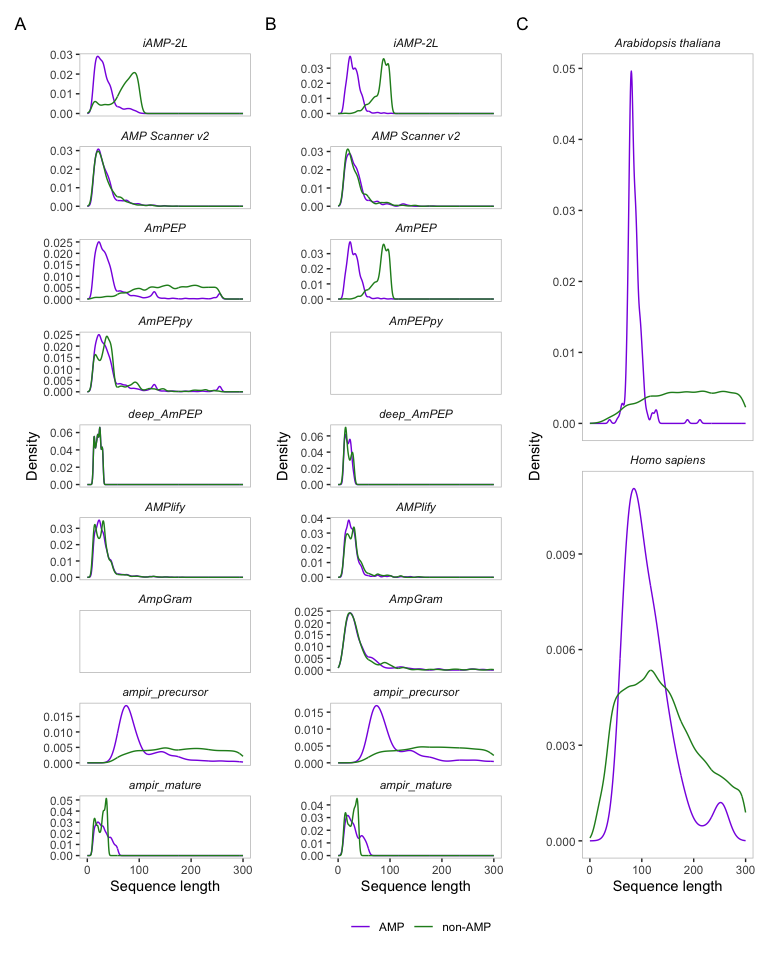 A
iAMP-2L
0.03
0.02
0.01
0.00
AMP Scanner v2
0.03
0.02
0.01
0.00
AmPEP
0.025
0.020
0.015
0.010
0.005
0.000
AmPEPpy
0.025
0.020
0.015
0.010
0.005
0.000
deep_AmPEP
0.06
0.04
0.02
0.00
AMPlify
0.03
0.02
0.01
0.00
AmpGram
ampir_precursor
0.015
0.010
0.005
0.000
ampir_mature
0.05
0.04
0.03
0.02
0.01
0.00
0 100 200 300
Sequence length
Density
B
iAMP-2L
0.03
0.02
0.01
0.00
AMP Scanner v2
0.03
0.02
0.01
0.00
AmPEP
0.03
0.02
0.01
0.00
AmPEPpy
deep_AmPEP
0.06
0.04
0.02
0.00
AMPlify
0.04
0.03
0.02
0.01
0.00
AmpGram
0.025
0.020
0.015
0.010
0.005
0.000
ampir_precursor
0.015
0.010
0.005
0.000
ampir_mature
0.04
0.03
0.02
0.01
0.00
0 100 200 300
Sequence length
Density
C
Arabidopsis thaliana
0.05
0.04
0.03
0.02
0.01
0.00
Homo sapiens
0.009
0.006
0.003
0.000
0 100 200 300
Sequence length
Density
AMP non-AMP